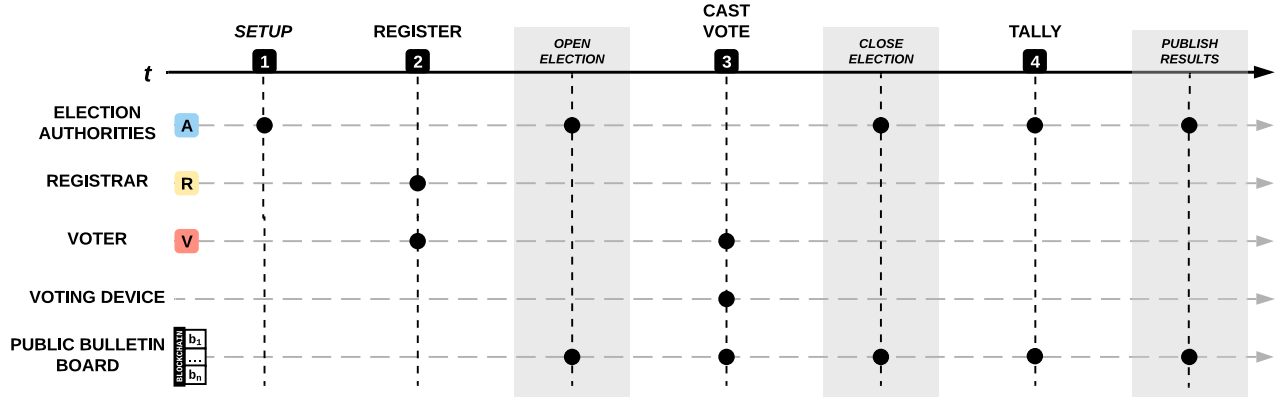 CAST
SETUP
REGISTER
VOTE
TALLY
OPEN
ELECTION
CLOSE
ELECTION
PUBLISH
RESULTS
1
2
3
4
t
ELECTION
AUTHORITIES
A
REGISTRAR
R
VOTER
V
VOTING DEVICE
PUBLIC BULLETIN
BOARD
BLOCKCHAIN
b1
...
bn